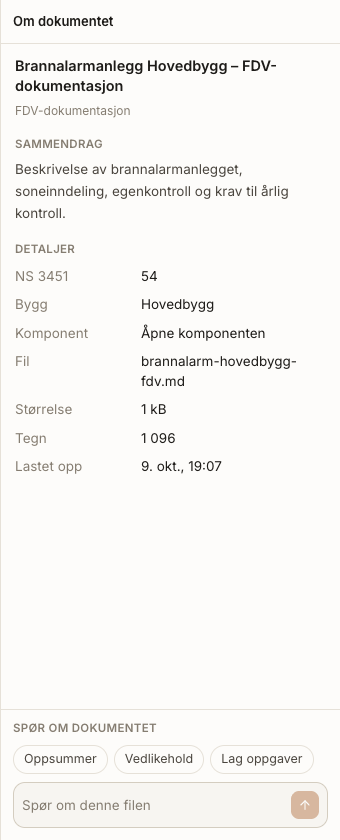 Om dokumentet
Brannalarmanlegg Hovedbygg – FDV-
dokumentasjon
FDV-dokumentasjon
SAMMENDRAG
Beskrivelse av brannalarmanlegget,
soneinndeling, egenkontroll og krav til årlig
kontroll.
DETALJER
NS 3451 54
Bygg Hovedbygg
Komponent Åpne komponenten
Fil brannalarm-hovedbygg-
fdv.md
Størrelse 1 kB
Tegn 1 096
Lastet opp 9. okt., 19:07
SPØR OM DOKUMENTET
Oppsummer Vedlikehold Lag oppgaver
Spør om denne filen